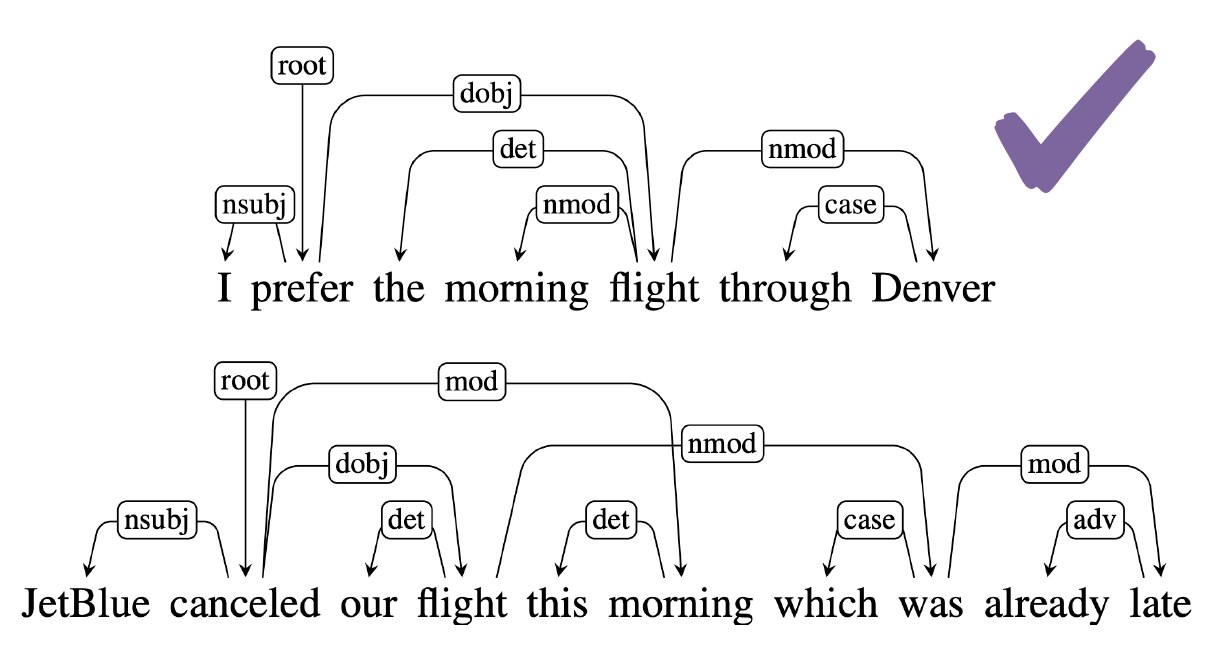 root
dobj
det
nmod
nsubj
nmod
case
I prefer the morning flight through Denver
root
mod
nmod
dobj
mod
nsubj
det
det
case
adv
JetBlue canceled our flight this morning which was already late